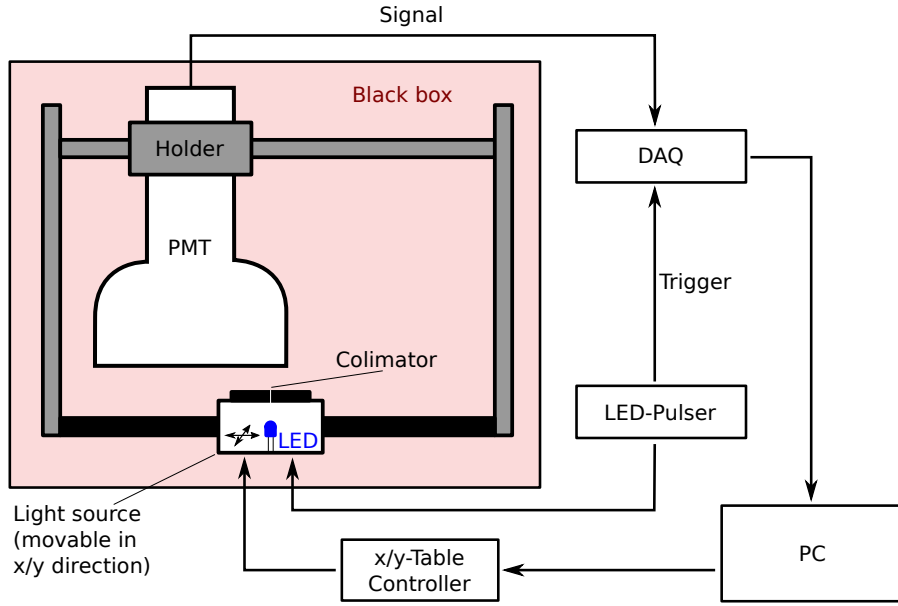 Signal
Black box
Holder
DAQ
PMT
Trigger
Colimator
LED-Pulser
LED
Light source
(movable in
x/y direction)
x/y-Table
Controller
PC